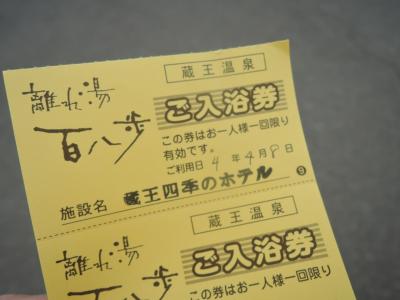 蔵王温泉
離れ湯
百八歩
ご入浴券
この券はお一人様一回限り
有効です。
ご利用日 4年4月8日
施設名 蔵王四季のホテル ⑨
蔵王温泉
離れ湯
百八歩
ご入浴券
この券はお一人様一回限り